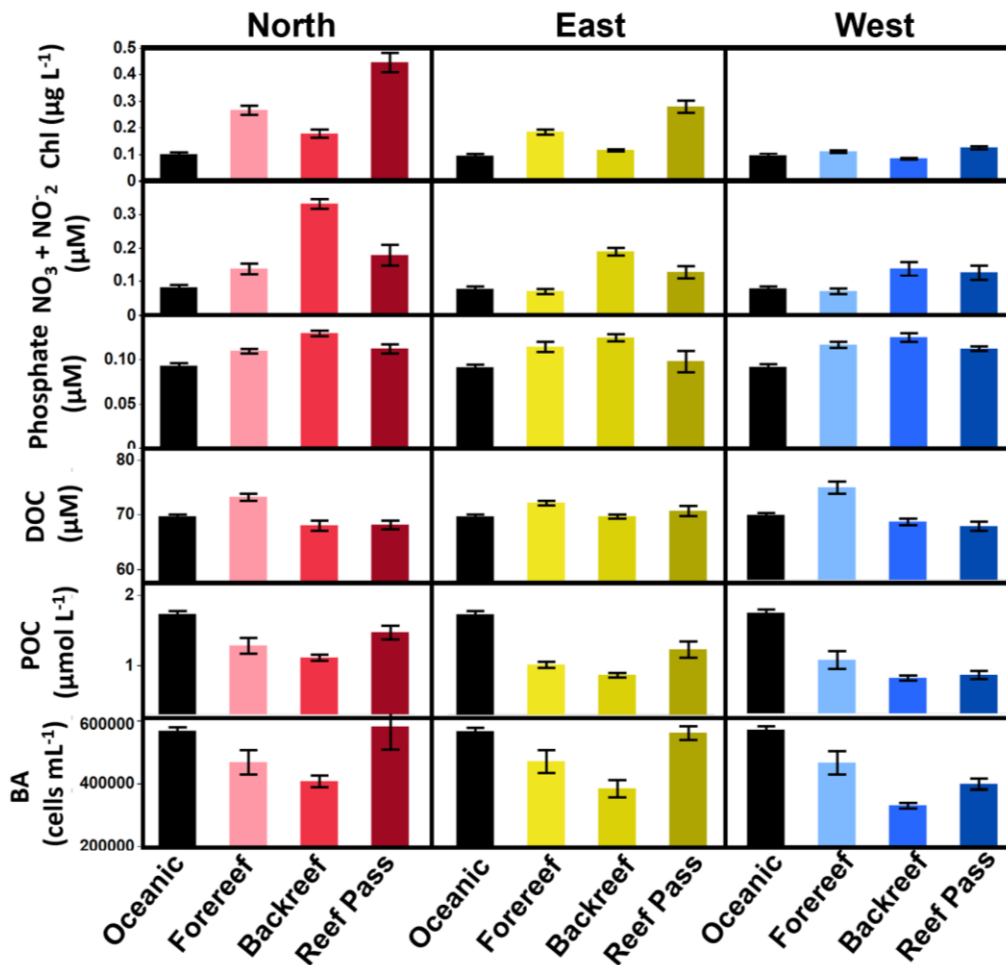 North East West
Chl (µg L-1)
0.5
0.4
0.3
0.2
0.1
0
NO3 + NO-2
(µM)
0.3
0.2
0.1
0
Phosphate
(µM)
0.10
0.05
0
DOC
(µM)
80
70
60
POC
(µmol L-1)
2
1
BA
(cells mL-1)
600000
400000
200000
Oceanic Forereef Backreef Reef Pass Oceanic Forereef Backreef Reef Pass Oceanic Forereef Backreef Reef Pass